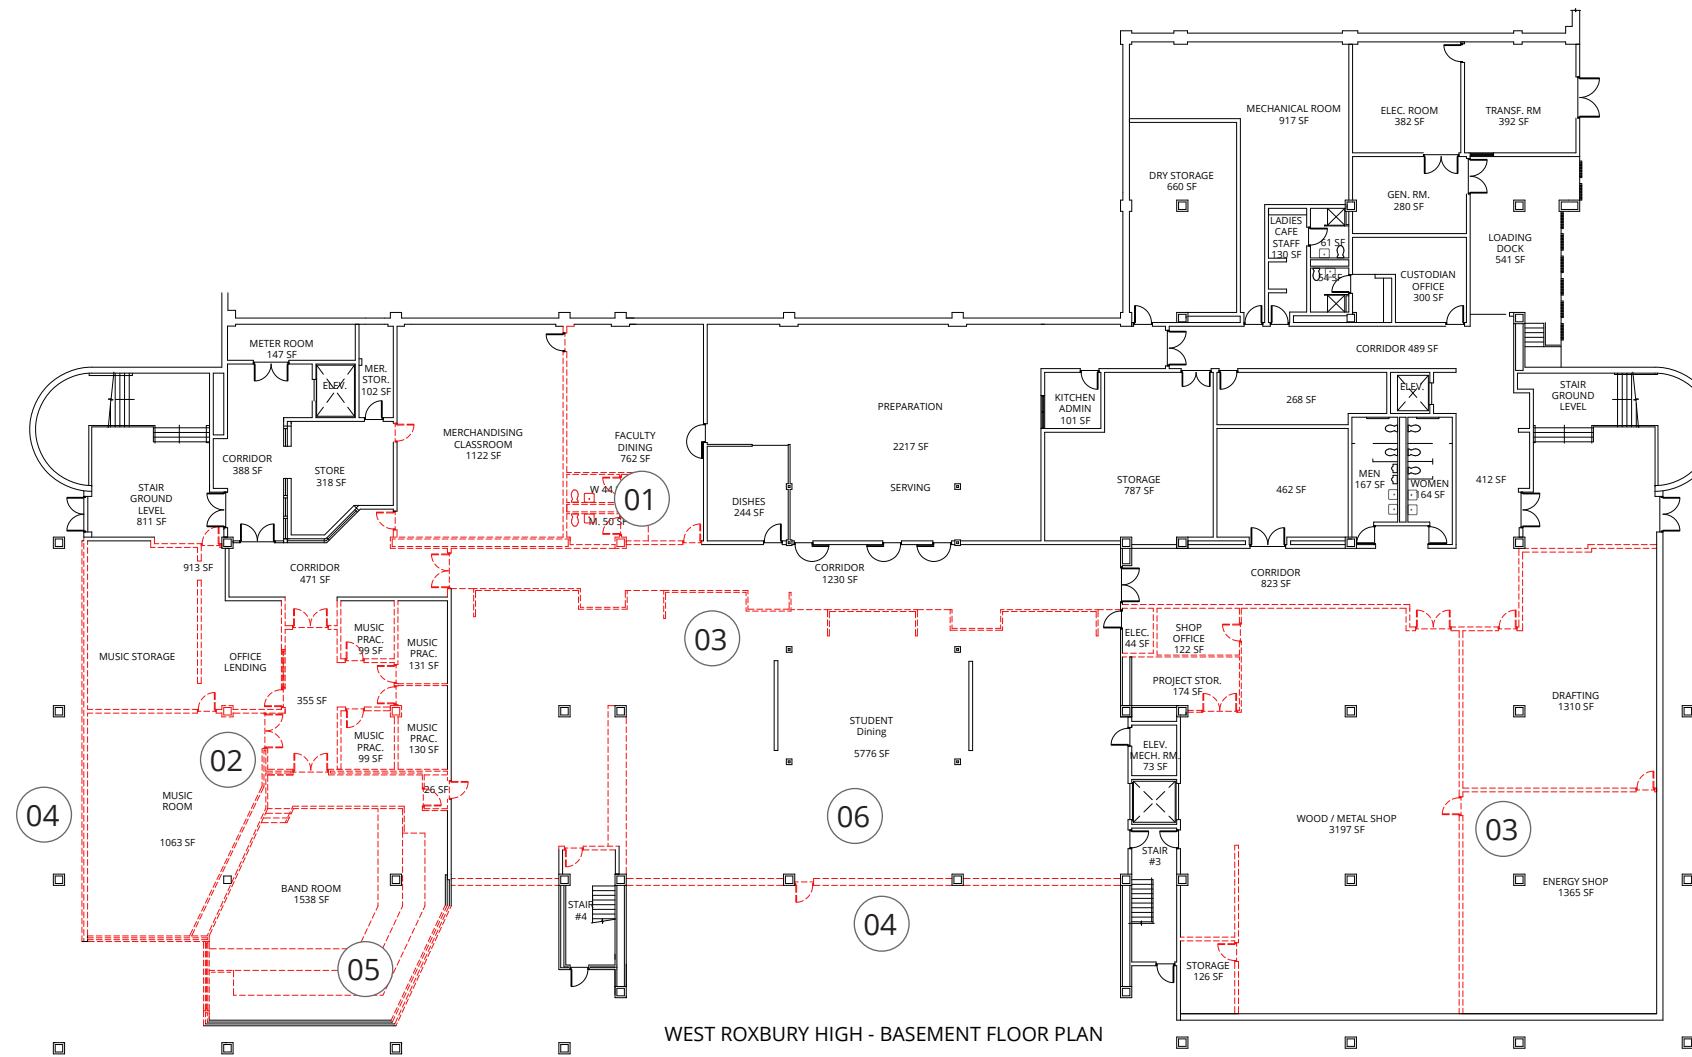 MECHANICAL ROOM
917 SF
ELEC. ROOM
382 SF
TRANSF. RM
392 SF
DRY STORAGE
660 SF
GEN. RM.
280 SF
LADIES
CAFE
STAFF
130 SF
61 SF
54 SF
LOADING
DOCK
541 SF
CUSTODIAN
OFFICE
300 SF
METER ROOM
147 SF
ELEV.
MER.
STOR.
102 SF
CORRIDOR 489 SF
STAIR
GROUND
LEVEL
ELEV.
268 SF
KITCHEN
ADMIN
101 SF
PREPARATION
2217 SF
SERVING
MERCHANDISING
CLASSROOM
1122 SF
FACULTY
DINING
762 SF
CORRIDOR
388 SF
STORE
318 SF
STAIR
GROUND
LEVEL
811 SF
W 44
M. 50 SF
01
DISHES
244 SF
STORAGE
787 SF
462 SF
MEN
167 SF
WOMEN
164 SF
412 SF
913 SF
CORRIDOR
471 SF
CORRIDOR
1230 SF
CORRIDOR
823 SF
MUSIC STORAGE
OFFICE
LENDING
MUSIC
PRAC.
99 SF
MUSIC
PRAC.
131 SF
355 SF
MUSIC
PRAC.
99 SF
MUSIC
PRAC.
130 SF
03
ELEC.
44 SF
SHOP
OFFICE
122 SF
PROJECT STOR.
174 SF
DRAFTING
1310 SF
STUDENT
Dining
5776 SF
ELEV.
MECH. RM.
73 SF
02
26 SF
04
MUSIC
ROOM
1063 SF
06
WOOD / METAL SHOP
3197 SF
03
STAIR
#3
BAND ROOM
1538 SF
STAIR
#4
04
ENERGY SHOP
1365 SF
05
STORAGE
126 SF
WEST ROXBURY HIGH - BASEMENT FLOOR PLAN